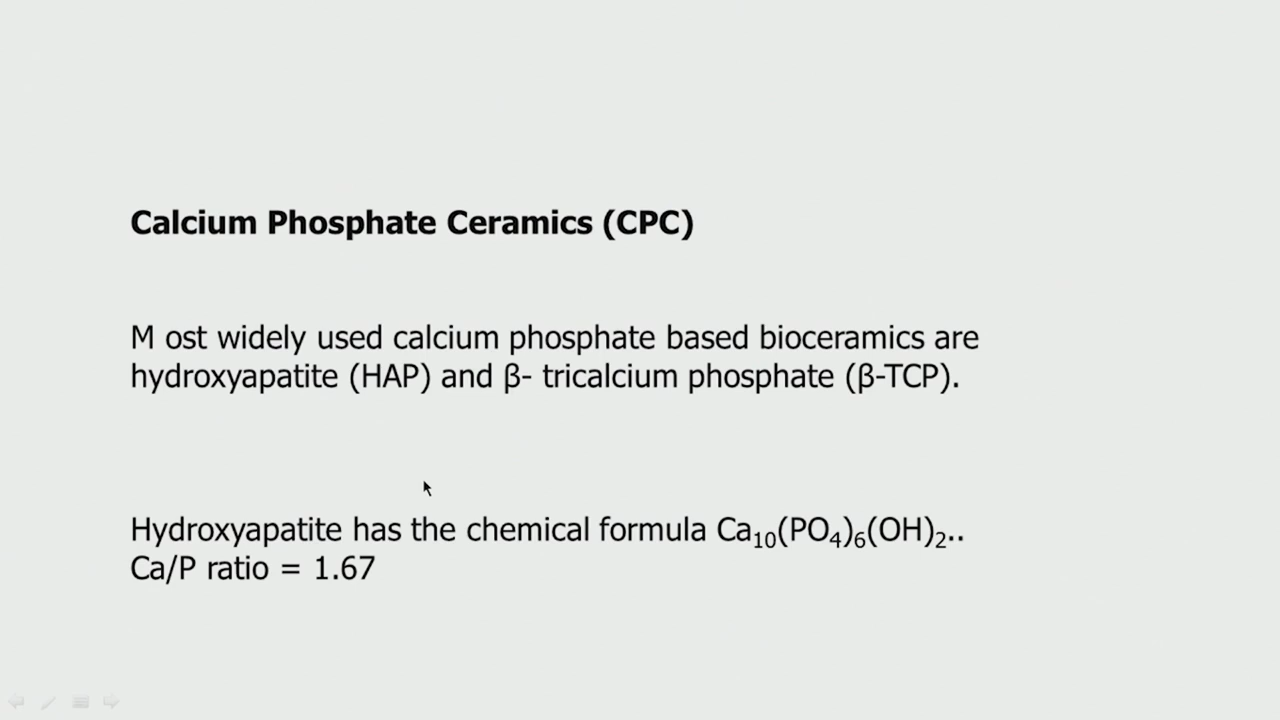 Calcium Phosphate Ceramics (CPC)
M ost widely used calcium phosphate based bioceramics are
hydroxyapatite (HAP) and β- tricalcium phosphate (β-TCP).
Hydroxyapatite has the chemical formula Ca₁₀(PO₄)₆(OH)₂..
Ca/P ratio = 1.67